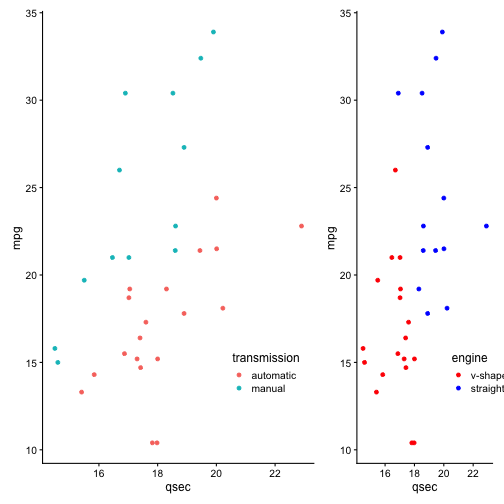 35
30
25
20
15
10
mpg
16
18
20
22
qsec
transmission
automatic
manual
35
30
25
20
15
10
mpg
16
18
20
22
qsec
engine
v-shape
straight